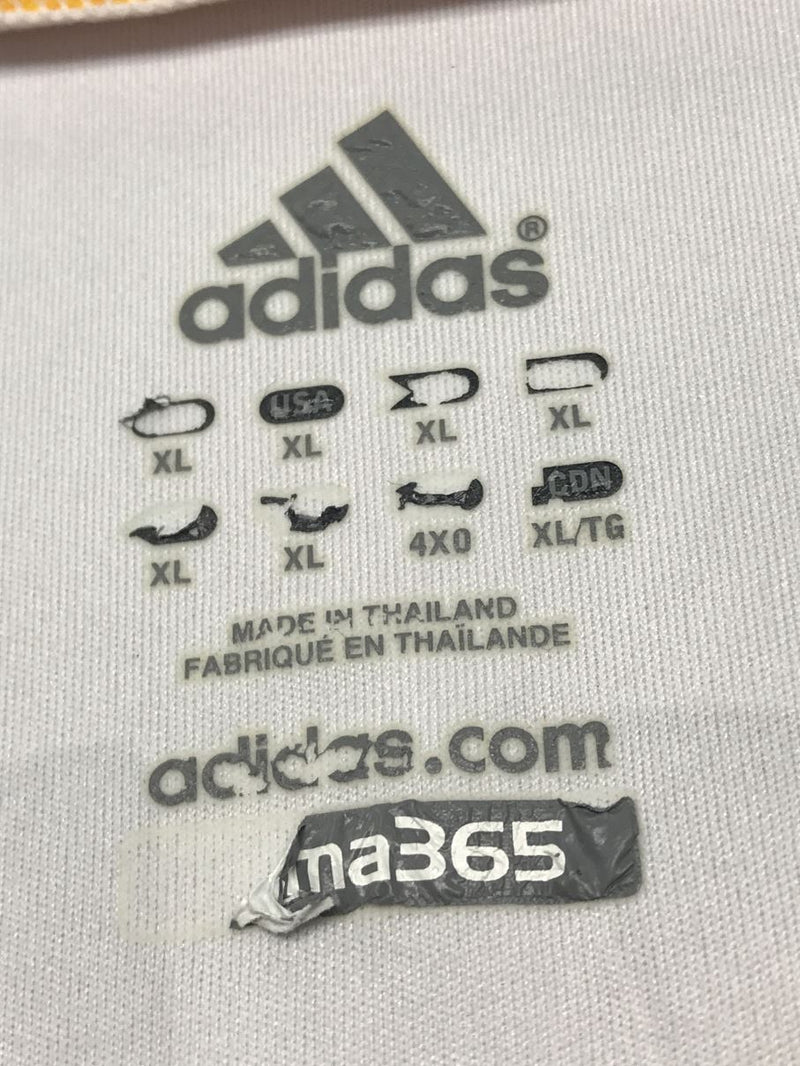 adidas®
USA
XL XL XL XL
CDN
XL XL 4XO XL/TG
MADE IN THAILAND
FABRIQUÉ EN THAÏLANDE
adidas.com
ma365